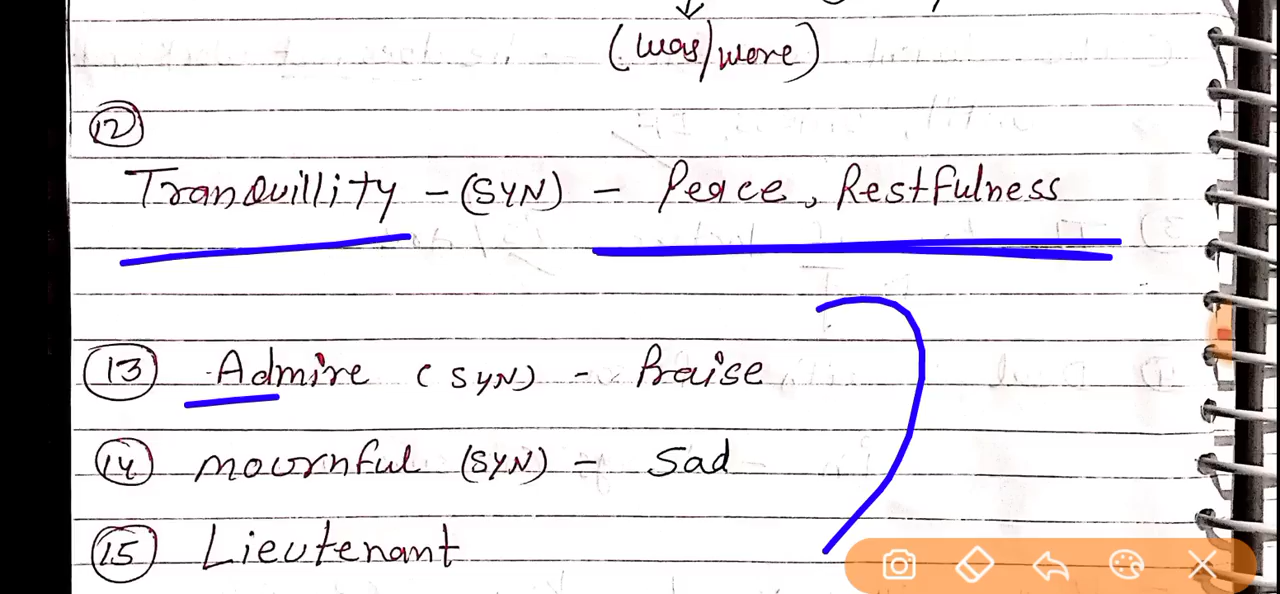 (was/were)
12
Tranquillity - (SYN) - Peace, Restfulness
13 Admire (SYN) - Praise
14 mournful (SYN) - Sad
15 Lieutenant